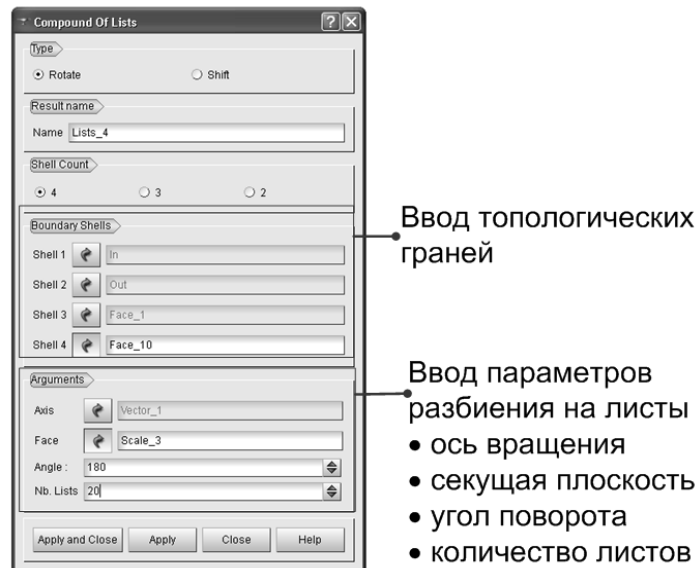 Compound Of Lists
Type
Rotate Shift
Result name
Name Lists_4
Shell Count
4 3 2
Boundary Shells
Shell 1 In
Shell 2 Out
Shell 3 Face_1
Shell 4 Face_10
Arguments
Axis Vector_1
Face Scale_3
Angle : 180
Nb. Lists 20
Apply and Close Apply Close Help
Ввод топологических
граней
Ввод параметров
разбиения на листы
• ось вращения
• секущая плоскость
• угол поворота
• количество листов